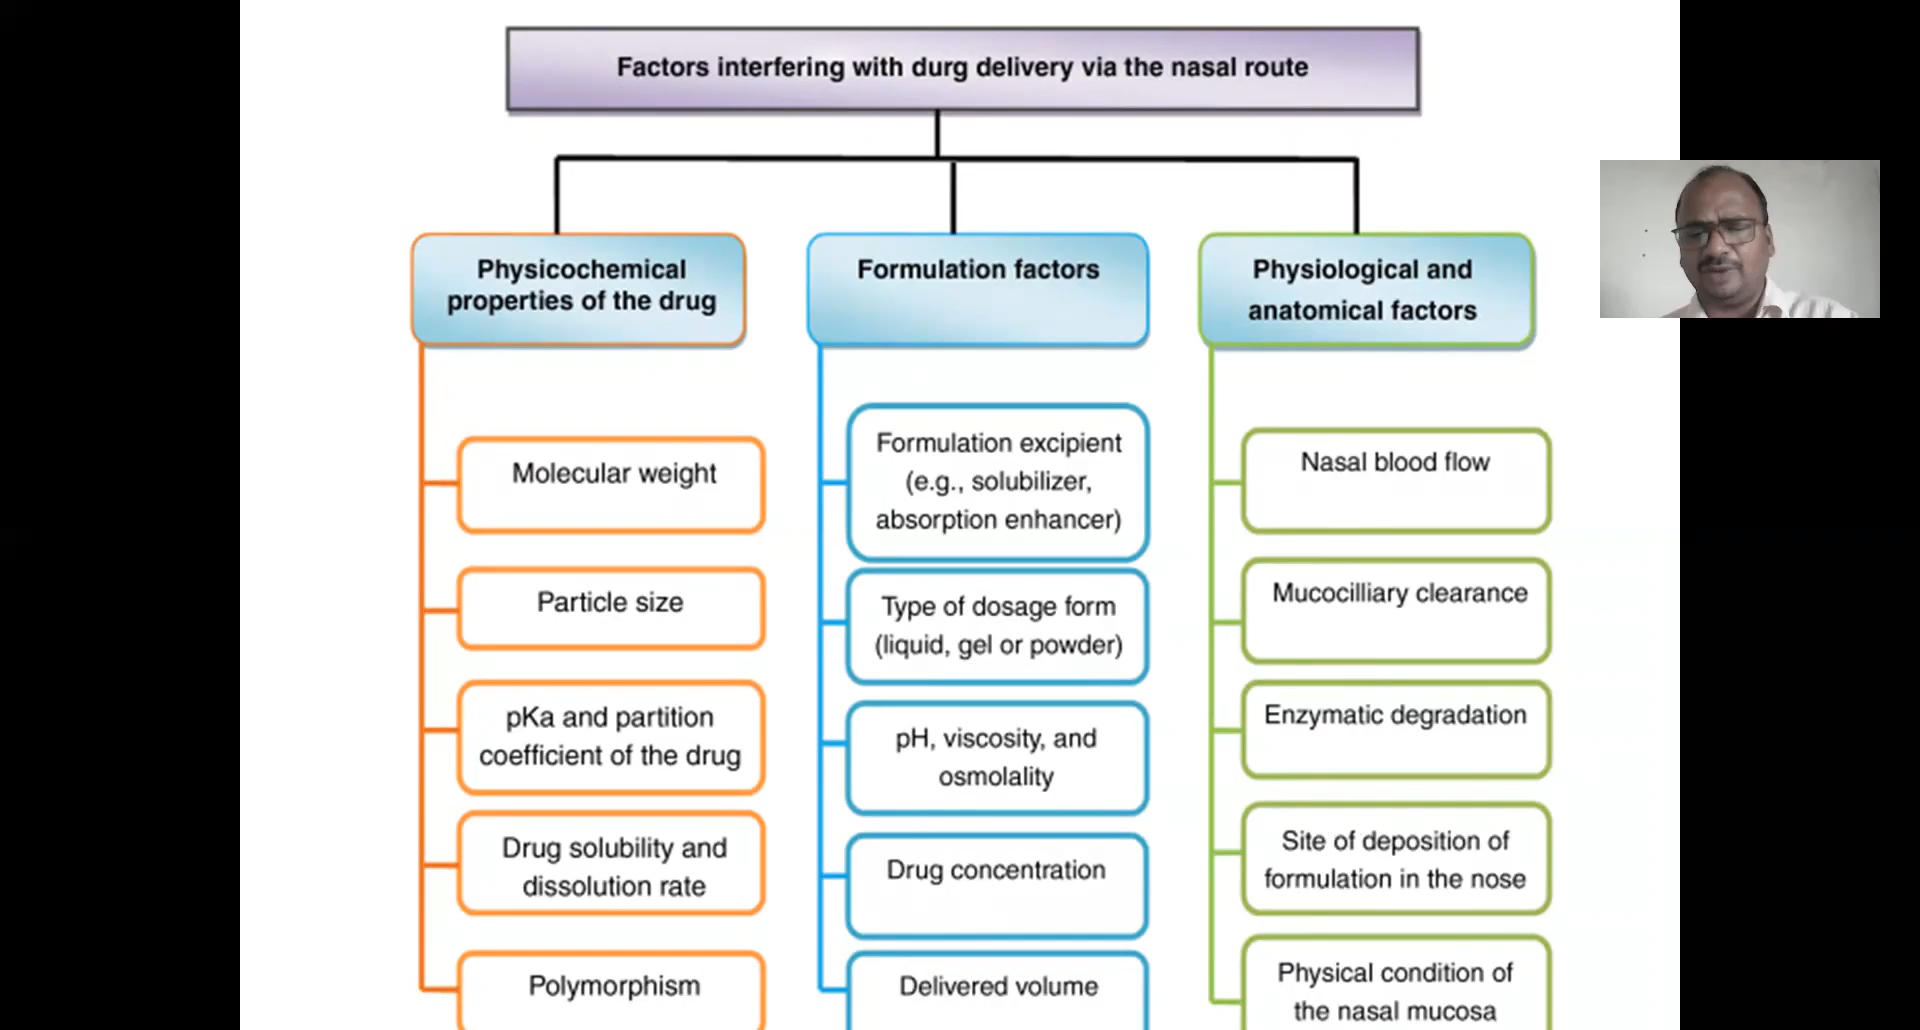 Factors interfering with durg delivery via the nasal route
Physicochemical
properties of the drug
Molecular weight
Particle size
pKa and partition
coefficient of the drug
Drug solubility and
dissolution rate
Polymorphism
Formulation factors
Formulation excipient
(e.g., solubilizer,
absorption enhancer)
Type of dosage form
(liquid, gel or powder)
pH, viscosity, and
osmolality
Drug concentration
Delivered volume
Physiological and
anatomical factors
Nasal blood flow
Mucocilliary clearance
Enzymatic degradation
Site of deposition of
formulation in the nose
Physical condition of
the nasal mucosa